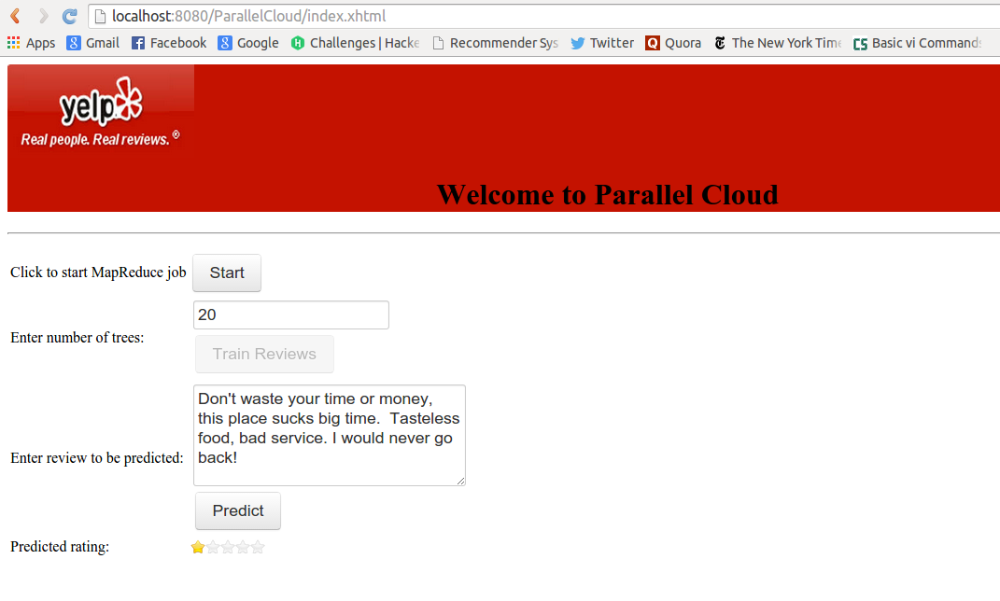 localhost:8080/ParallelCloud/index.xhtml
Apps Gmail Facebook Google Challenges | Hacke Recommender Sys Twitter Quora The New York Time Basic vi Commands
yelp
Real people. Real reviews.®
Welcome to Parallel Cloud
Click to start MapReduce job Start
20
Enter number of trees:
Train Reviews
Don't waste your time or money,
this place sucks big time.  Tasteless
food, bad service. I would never go
back!
Enter review to be predicted:
Predict
Predicted rating: